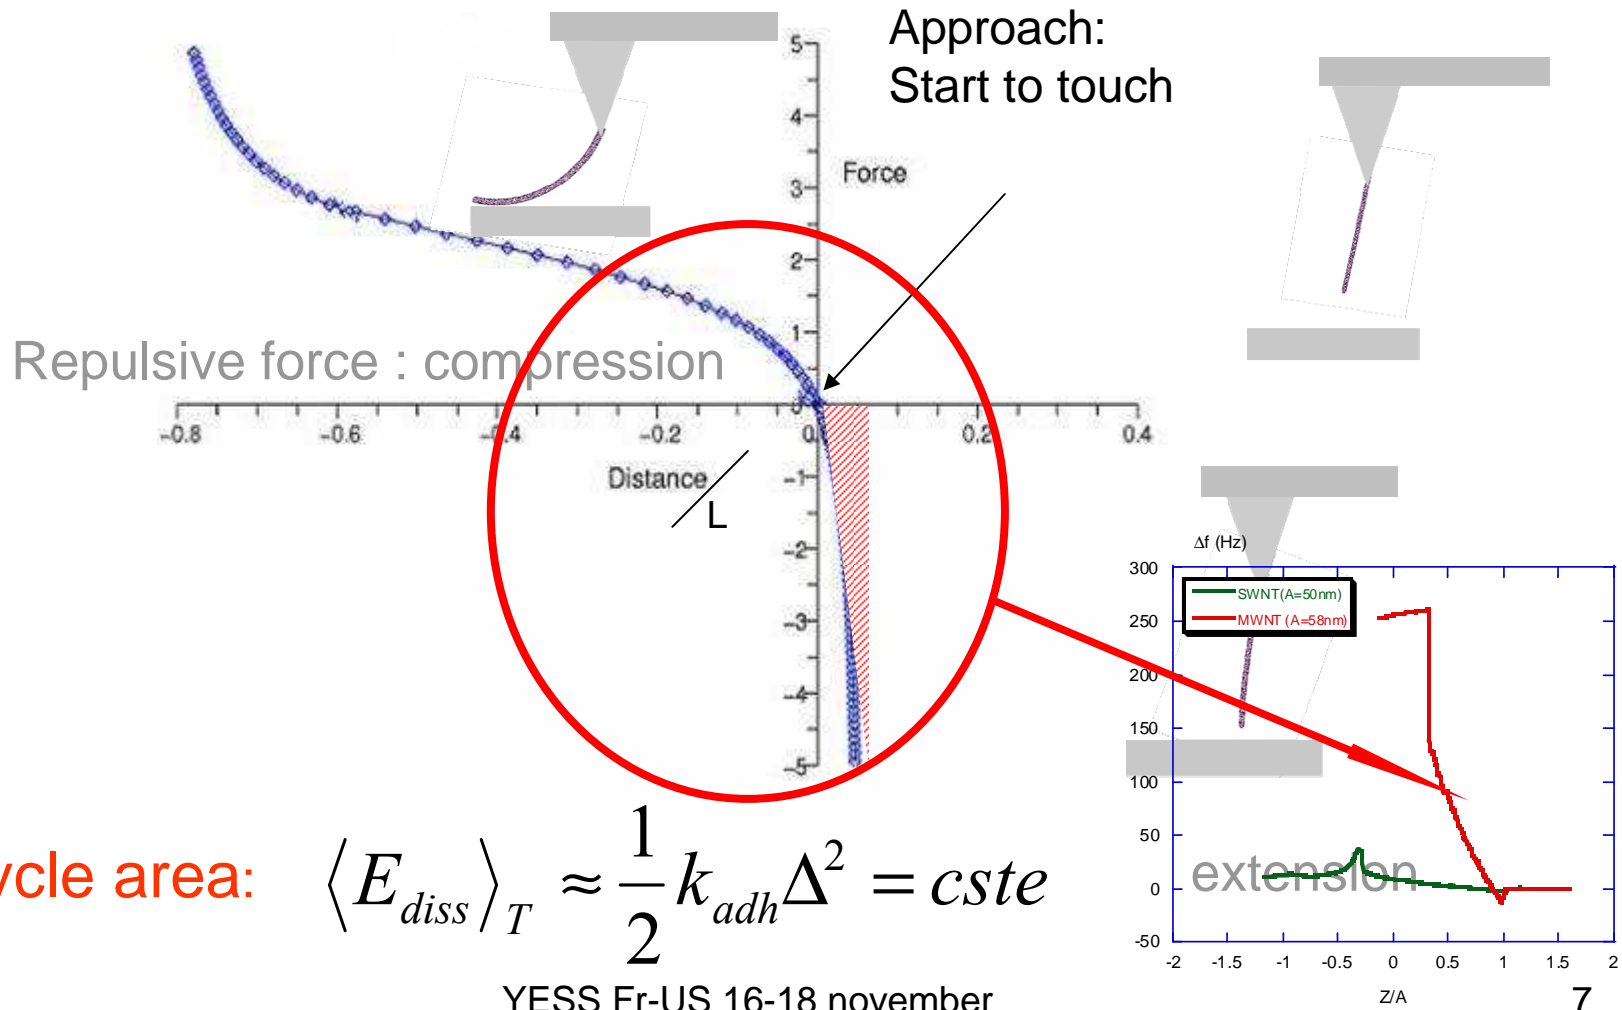 Approach:
Start to touch
5
4
Force
3
2
1
Repulsive force : compression
0
-0.8 -0.6 -0.4 -0.2 0.0 0.2 0.4
Distance
L
-1
-2
-3
-4
-5
Δf (Hz)
300
SWNT(A=50nm)
MWNT (A=58nm)
250
200
150
100
50
extension
0
-50
-2 -1.5 -1 -0.5 0 0.5 1 1.5 2
Z/A
ycle area: ⟨E_diss⟩_T ≈ 1/2 k_adh Δ² = cste
YESS Fr-US 16-18 november
7